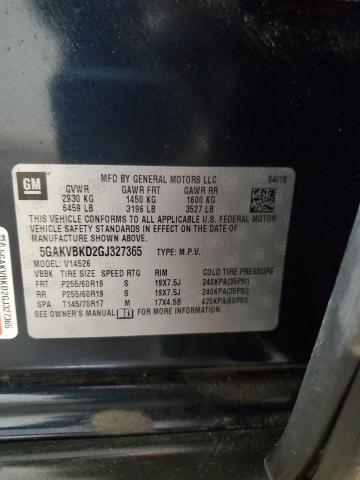 GM
MFD BY GENERAL MOTORS LLC 04/16
GVWR GAWR FRT GAWR RR
2930 KG 1450 KG 1600 KG
6459 LB 3196 LB 3527 LB
THIS VEHICLE CONFORMS TO ALL APPLICABLE U.S. FEDERAL
MOTOR VEHICLE SAFETY STANDARDS IN EFFECT ON THE DATE OF
MANUFACTURE SHOWN ABOVE.
5GAKVBKD2GJ327365 TYPE: M.P.V.
MODEL: V14526
VBBK TIRE SIZE SPEED RTG RIM COLD TIRE PRESSURE
FRT P255/60R19 S 19X7.5J 240KPA(35PSI)
RR P255/60R19 S 19X7.5J 240KPA(35PSI)
SPA T145/70R17 M 17X4.5B 420KPA(60PSI)
SEE OWNER'S MANUAL FOR MORE INFORMATION.
5GAKVBKD2GJ327365